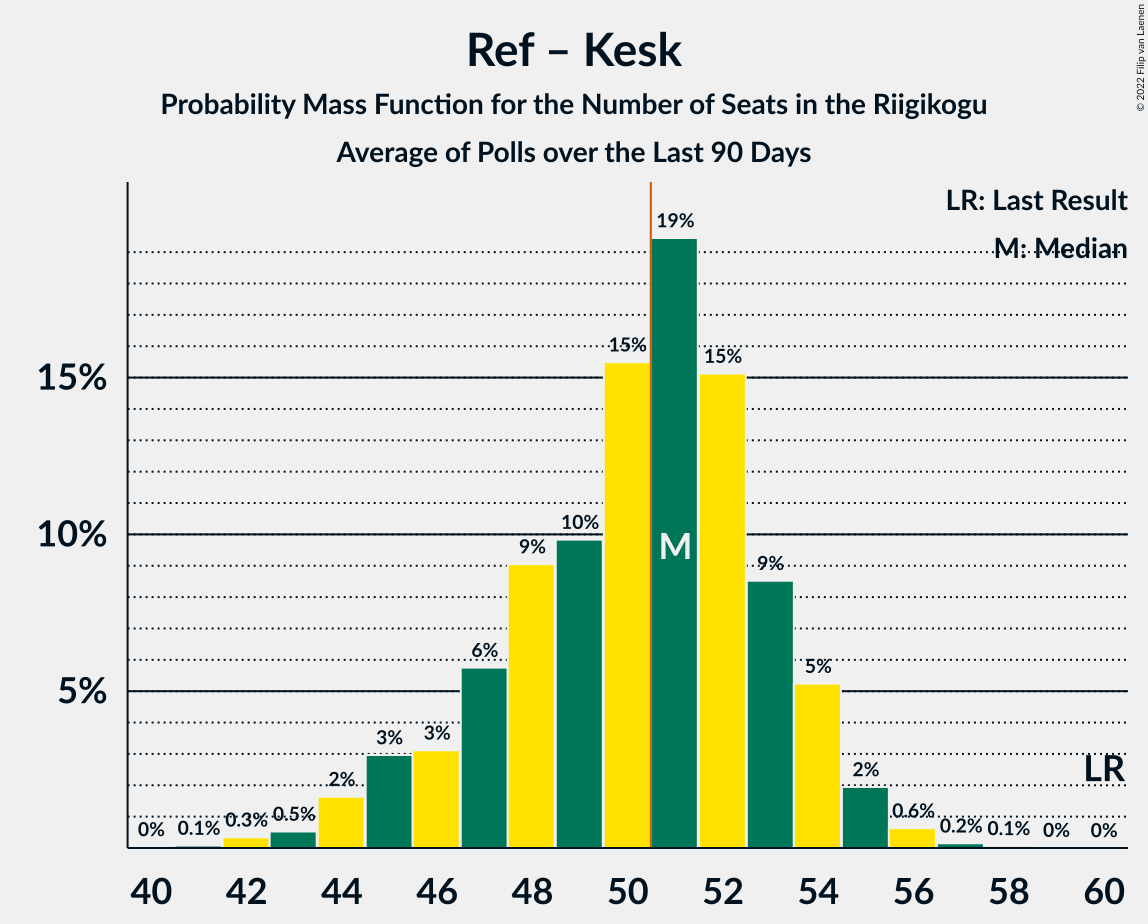 Ref – Kesk
Probability Mass Function for the Number of Seats in the Riigikogu
Average of Polls over the Last 90 Days
© 2022 Filip van Laenen
LR: Last Result
M: Median
15%
10%
5%
0%
0.1%
0.3%
0.5%
2%
3%
3%
6%
9%
10%
15%
19%
15%
9%
5%
2%
0.6%
0.2%
0.1%
0%
0%
M
LR
40 42 44 46 48 50 52 54 56 58 60